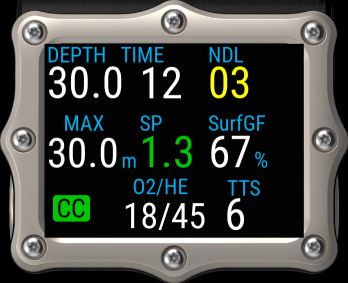 DEPTH TIME NDL
30.0 12 03
MAX SP SurfGF
30.0m 1.3 67%
O2/HE TTS
CC 18/45 6